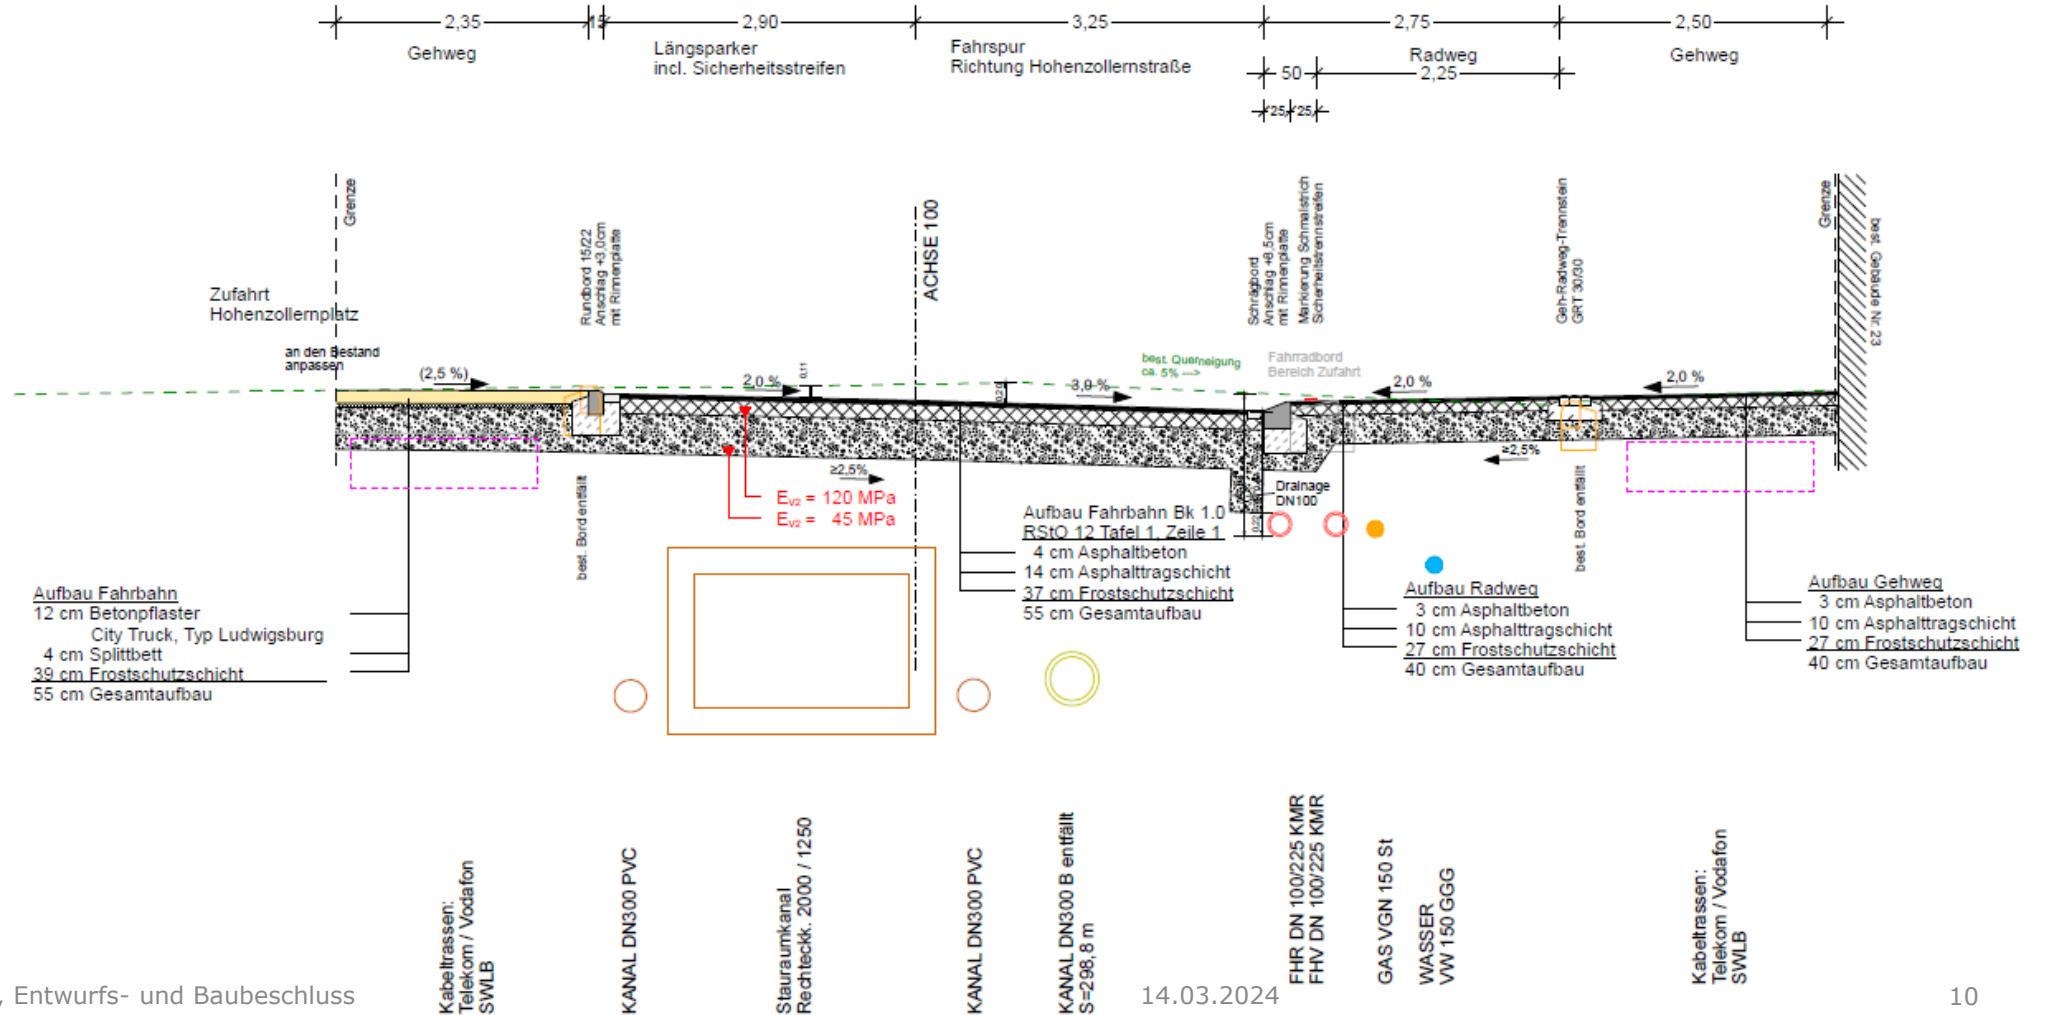 2,35
15
2,90
3,25
2,75
2,50
Gehweg
Längsparker
incl. Sicherheitsstreifen
Fahrspur
Richtung Hohenzollernstraße
Radweg
Gehweg
50
2,25
25
25
Grenze
Rundbord 15/22
Anschlag +3,0cm
mit Rinnenplatte
ACHSE 100
Schrägbord
Anschlag +8,5cm
mit Rinnenplatte
Markierung Schmalstrich
Sicherheitstrennstreifen
Geh-Radweg-Trennstein
GRT 30/30
Grenze
best. Gebäude Nr. 23
Zufahrt
Hohenzollernplatz
an den Bestand
anpassen
(2,5 %)
2,0 %
0,11
0,20
3,0 %
best. Querneigung
ca. 5% --->
Fahrradbord
Bereich Zufahrt
2,0 %
2,0 %
≥2,5%
≥2,5%
Ev2 = 120 MPa
Ev2 = 45 MPa
Drainage
DN100
0,22
best. Bord entfällt
best. Bord entfällt
Aufbau Fahrbahn Bk 1.0
RStO 12 Tafel 1, Zeile 1
4 cm Asphaltbeton
14 cm Asphalttragschicht
37 cm Frostschutzschicht
55 cm Gesamtaufbau
Aufbau Fahrbahn
12 cm Betonpflaster
City Truck, Typ Ludwigsburg
4 cm Splittbett
39 cm Frostschutzschicht
55 cm Gesamtaufbau
Aufbau Radweg
3 cm Asphaltbeton
10 cm Asphalttragschicht
27 cm Frostschutzschicht
40 cm Gesamtaufbau
Aufbau Gehweg
3 cm Asphaltbeton
10 cm Asphalttragschicht
27 cm Frostschutzschicht
40 cm Gesamtaufbau
Kabeltrassen:
Telekom / Vodafon
SWLB
KANAL DN300 PVC
Stauraumkanal
Rechteckk. 2000 / 1250
KANAL DN300 PVC
KANAL DN300 B entfällt
S=298,8 m
FHR DN 100/225 KMR
FHV DN 100/225 KMR
GAS VGN 150 St
WASSER
VW 150 GGG
Kabeltrassen:
Telekom / Vodafon
SWLB
, Entwurfs- und Baubeschluss
14.03.2024
10